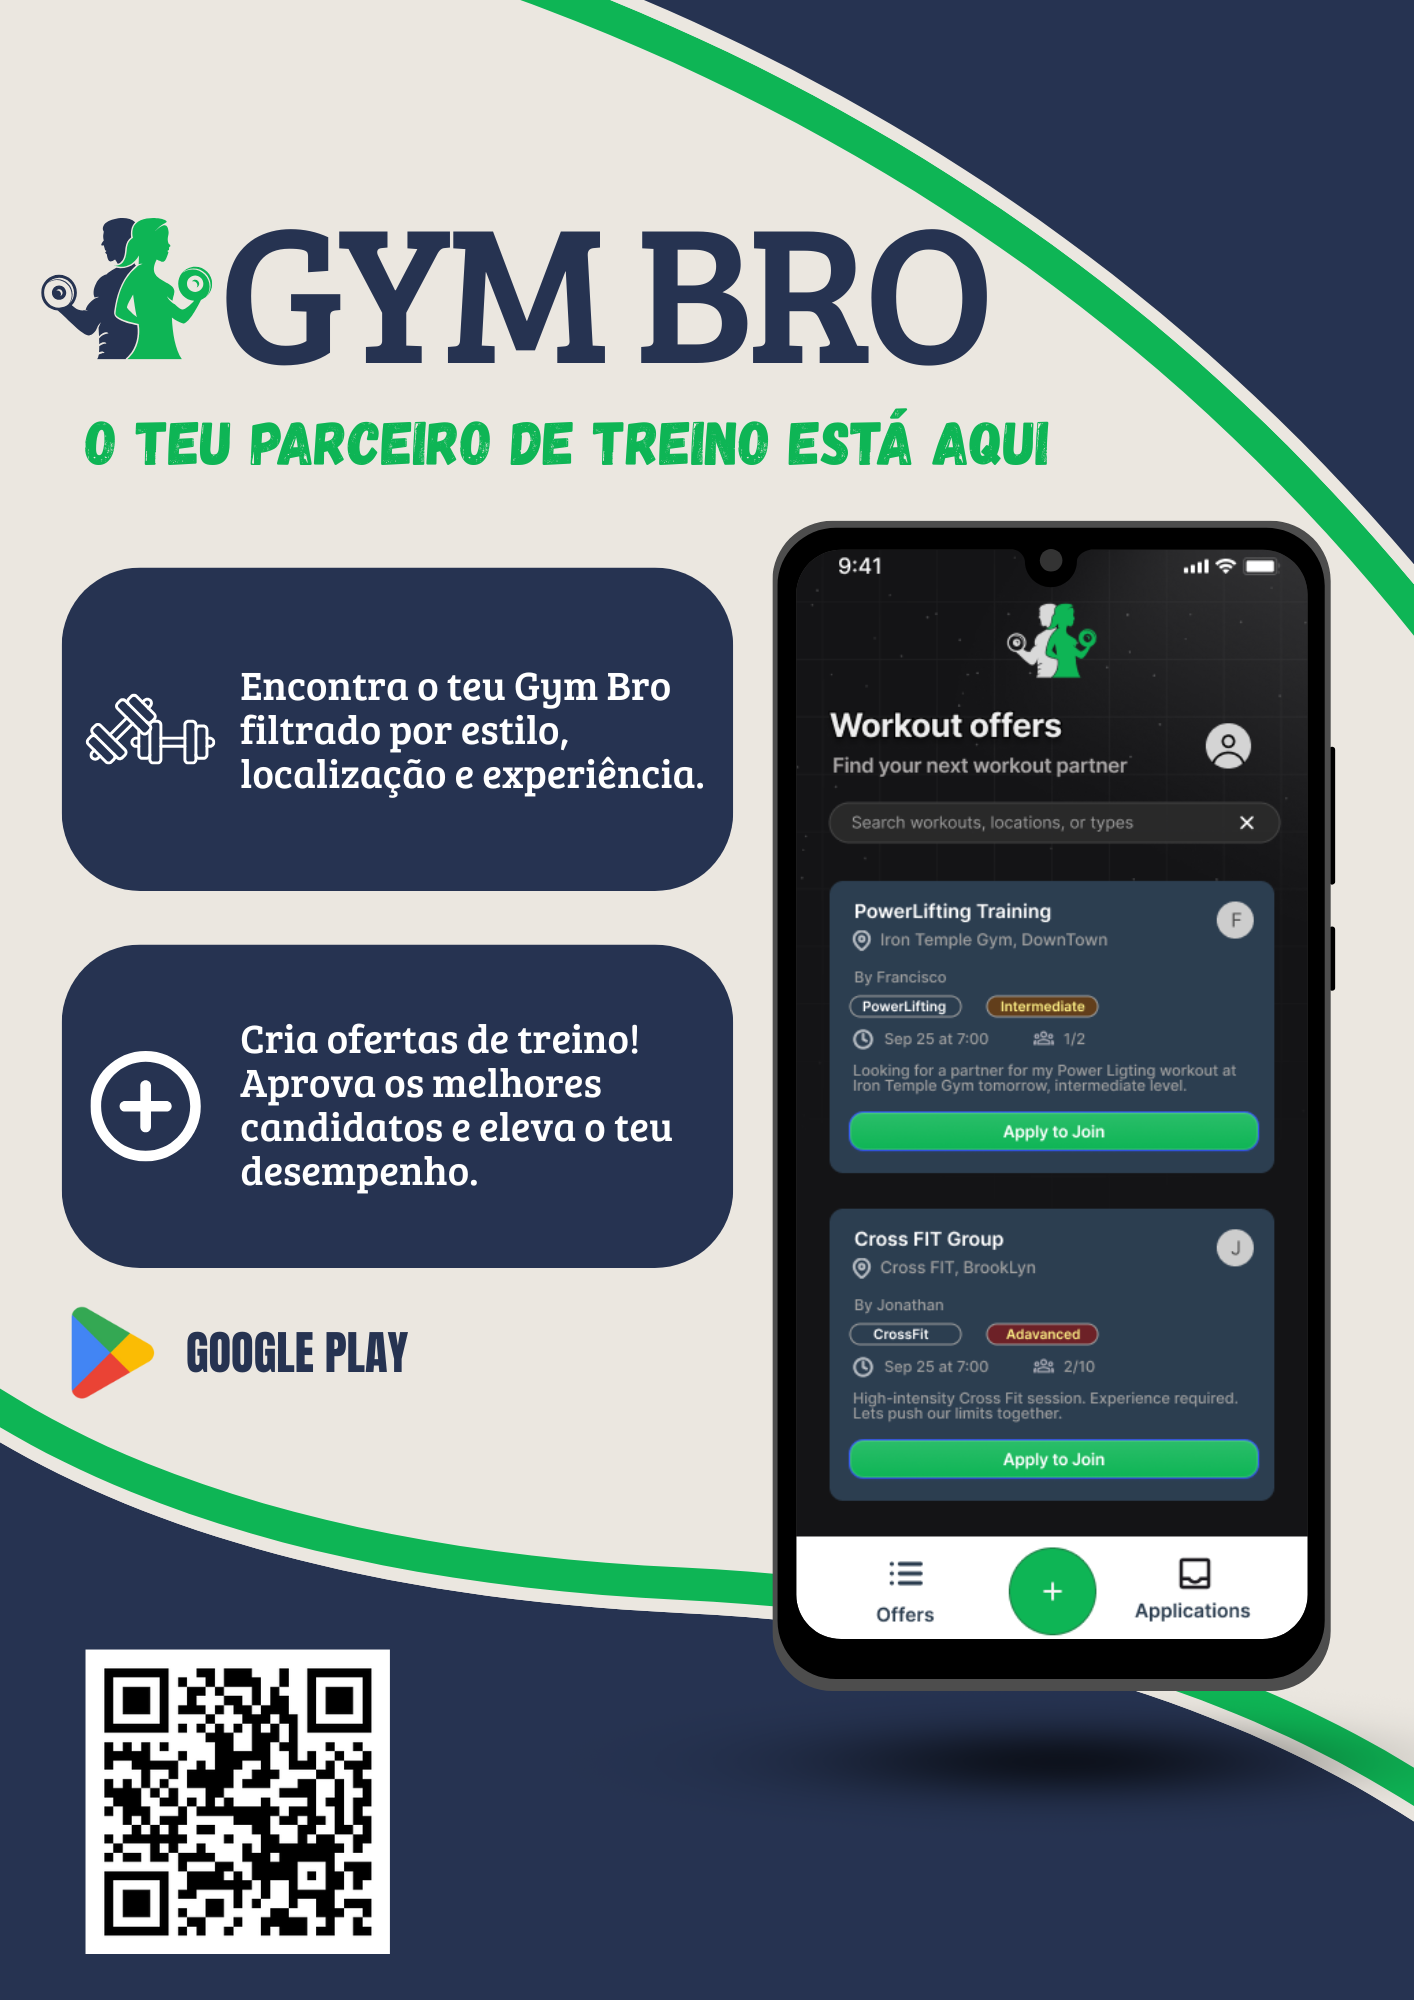 GYM BRO
O TEU PARCEIRO DE TREINO ESTÁ AQUI
Encontra o teu Gym Bro
filtrado por estilo,
localização e experiência.
Cria ofertas de treino!
Aprova os melhores
candidatos e eleva o teu
desempenho.
GOOGLE PLAY
9:41
Workout offers
Find your next workout partner
Search workouts, locations, or types
PowerLifting Training
F
Iron Temple Gym, DownTown
By Francisco
PowerLifting Intermediate
Sep 25 at 7:00 1/2
Looking for a partner for my Power Ligting workout at
Iron Temple Gym tomorrow, intermediate level.
Apply to Join
Cross FIT Group
J
Cross FIT, BrookLyn
By Jonathan
CrossFit Adavanced
Sep 25 at 7:00 2/10
High-intensity Cross Fit session. Experience required.
Lets push our limits together.
Apply to Join
Offers + Applications